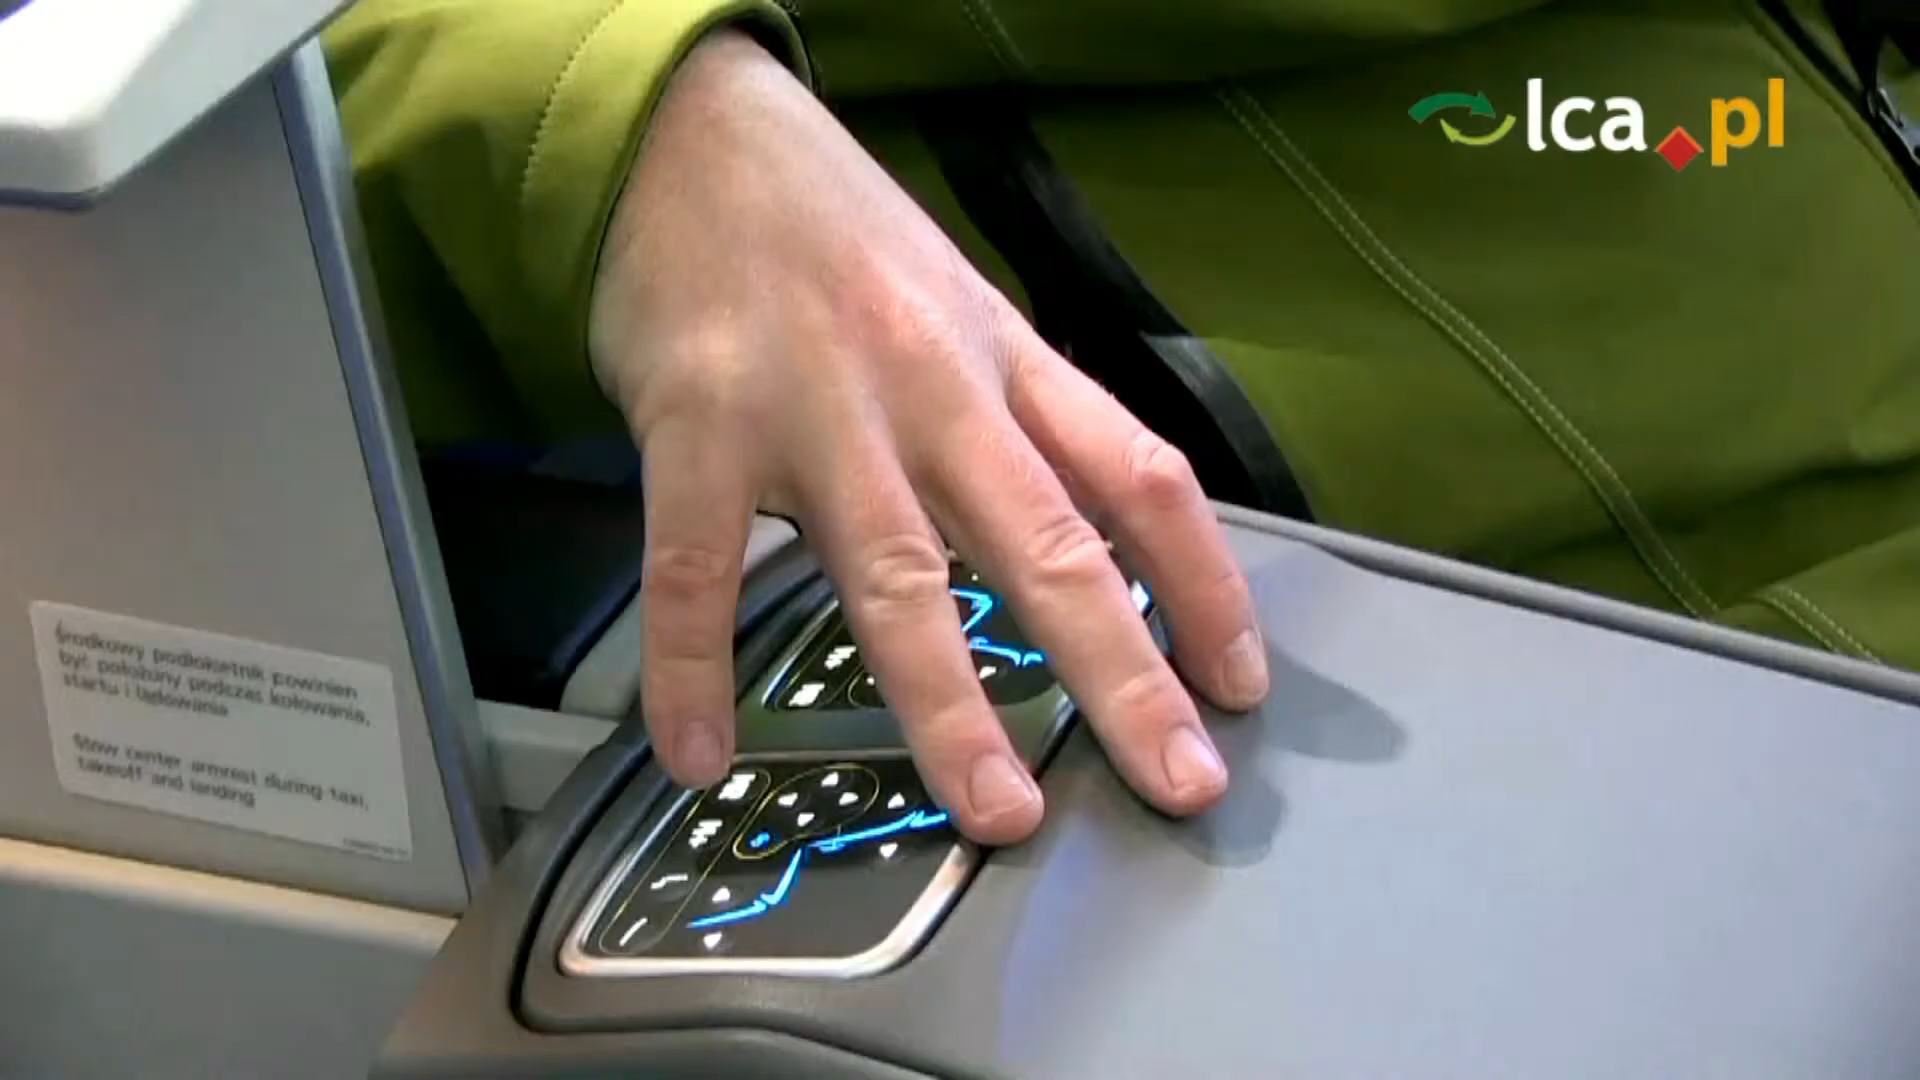 lca.pl
Środkowy podłokietnik powinien
być położony podczas kołowania,
startu i lądowania
Stow center armrest during taxi,
takeoff and landing